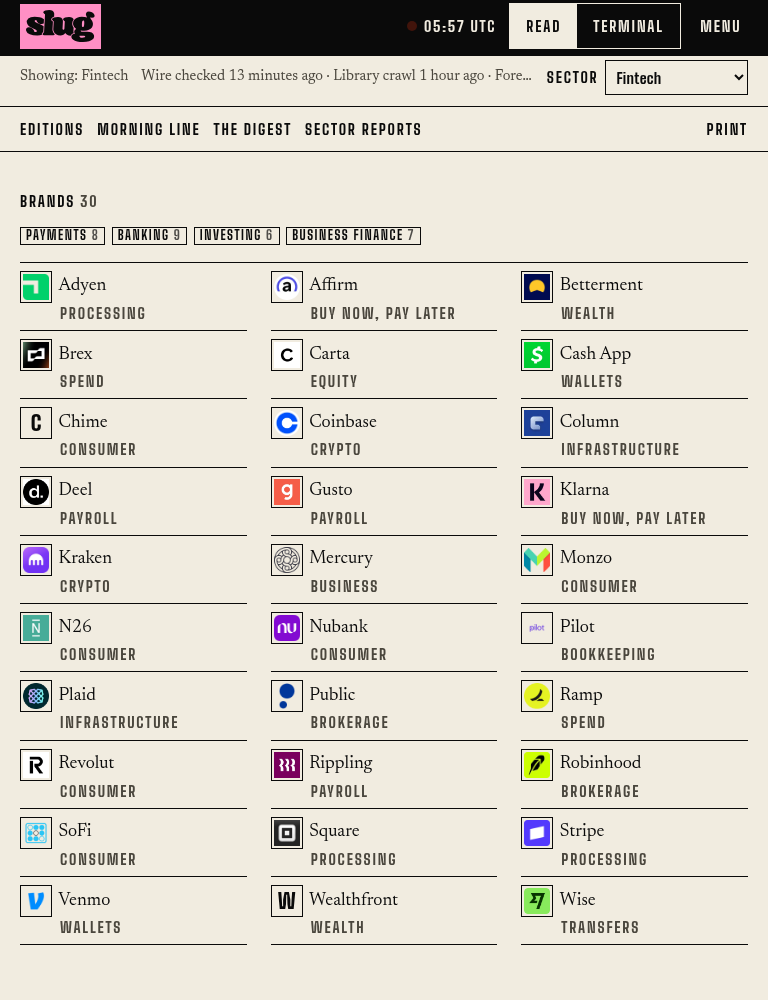 slug
05:57 UTC
READ
TERMINAL
MENU
Showing: Fintech Wire checked 13 minutes ago · Library crawl 1 hour ago · Fore…
SECTOR
Fintech
EDITIONS MORNING LINE THE DIGEST SECTOR REPORTS PRINT
BRANDS 30
PAYMENTS 8 BANKING 9 INVESTING 6 BUSINESS FINANCE 7
Adyen
PROCESSING
a
Affirm
BUY NOW, PAY LATER
Betterment
WEALTH
Brex
SPEND
C
Carta
EQUITY
$
Cash App
WALLETS
C
Chime
CONSUMER
C
Coinbase
CRYPTO
Column
INFRASTRUCTURE
d.
Deel
PAYROLL
g
Gusto
PAYROLL
K
Klarna
BUY NOW, PAY LATER
Kraken
CRYPTO
Mercury
BUSINESS
Monzo
CONSUMER
N
N26
CONSUMER
nu
Nubank
CONSUMER
pilot
Pilot
BOOKKEEPING
Plaid
INFRASTRUCTURE
Public
BROKERAGE
Ramp
SPEND
R
Revolut
CONSUMER
Rippling
PAYROLL
Robinhood
BROKERAGE
SoFi
CONSUMER
Square
PROCESSING
Stripe
PROCESSING
V
Venmo
WALLETS
W
Wealthfront
WEALTH
Wise
TRANSFERS